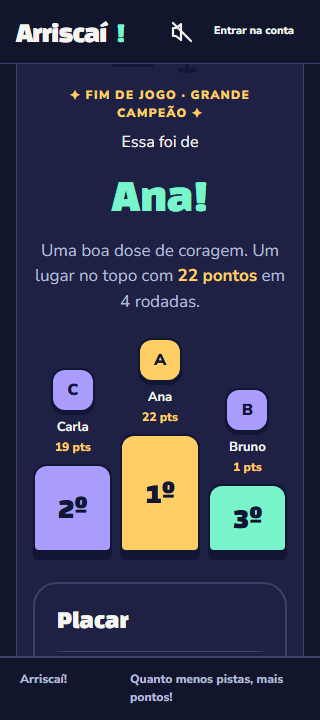 Arriscaí !
Entrar na conta
✦ FIM DE JOGO · GRANDE
CAMPEÃO ✦
Essa foi de
Ana!
Uma boa dose de coragem. Um
lugar no topo com 22 pontos em
4 rodadas.
A
Ana
22 pts
1º
C
Carla
19 pts
2º
B
Bruno
1 pts
3º
Placar
Arriscaí!
Quanto menos pistas, mais
pontos!